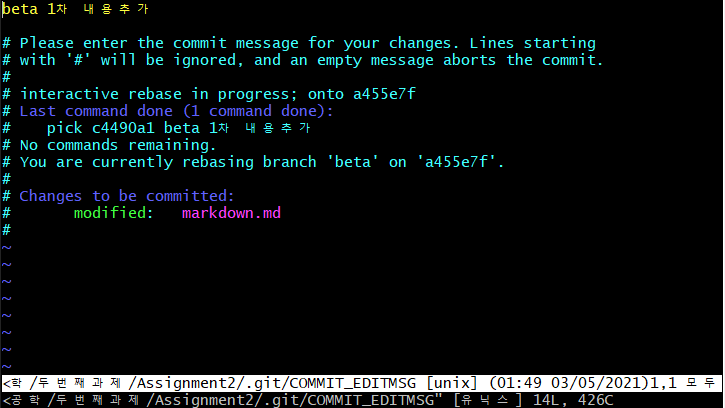 beta 1차 내용추가
# Please enter the commit message for your changes. Lines starting
# with '#' will be ignored, and an empty message aborts the commit.
#
# interactive rebase in progress; onto a455e7f
# Last command done (1 command done):
#    pick c4490a1 beta 1차 내용추가
# No commands remaining.
# You are currently rebasing branch 'beta' on 'a455e7f'.
#
# Changes to be committed:
#       modified:   markdown.md
#
~
~
~
~
~
~
~
~
<학/두번째과제/Assignment2/.git/COMMIT_EDITMSG [unix] (01:49 03/05/2021)1,1 모두
<공학/두번째과제/Assignment2/.git/COMMIT_EDITMSG" [유닉스] 14L, 426C